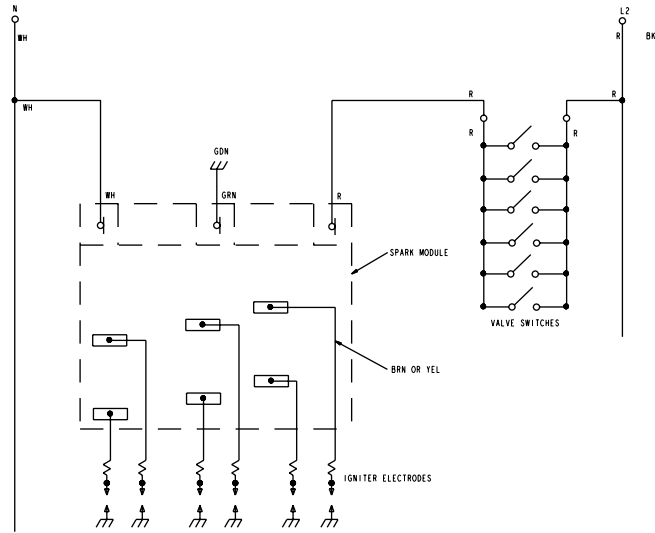 N
L2
WH
R
BK
WH
R
R
R
R
GDN
WH
GRN
R
SPARK MODULE
VALVE SWITCHES
BRN OR YEL
IGNITER ELECTRODES